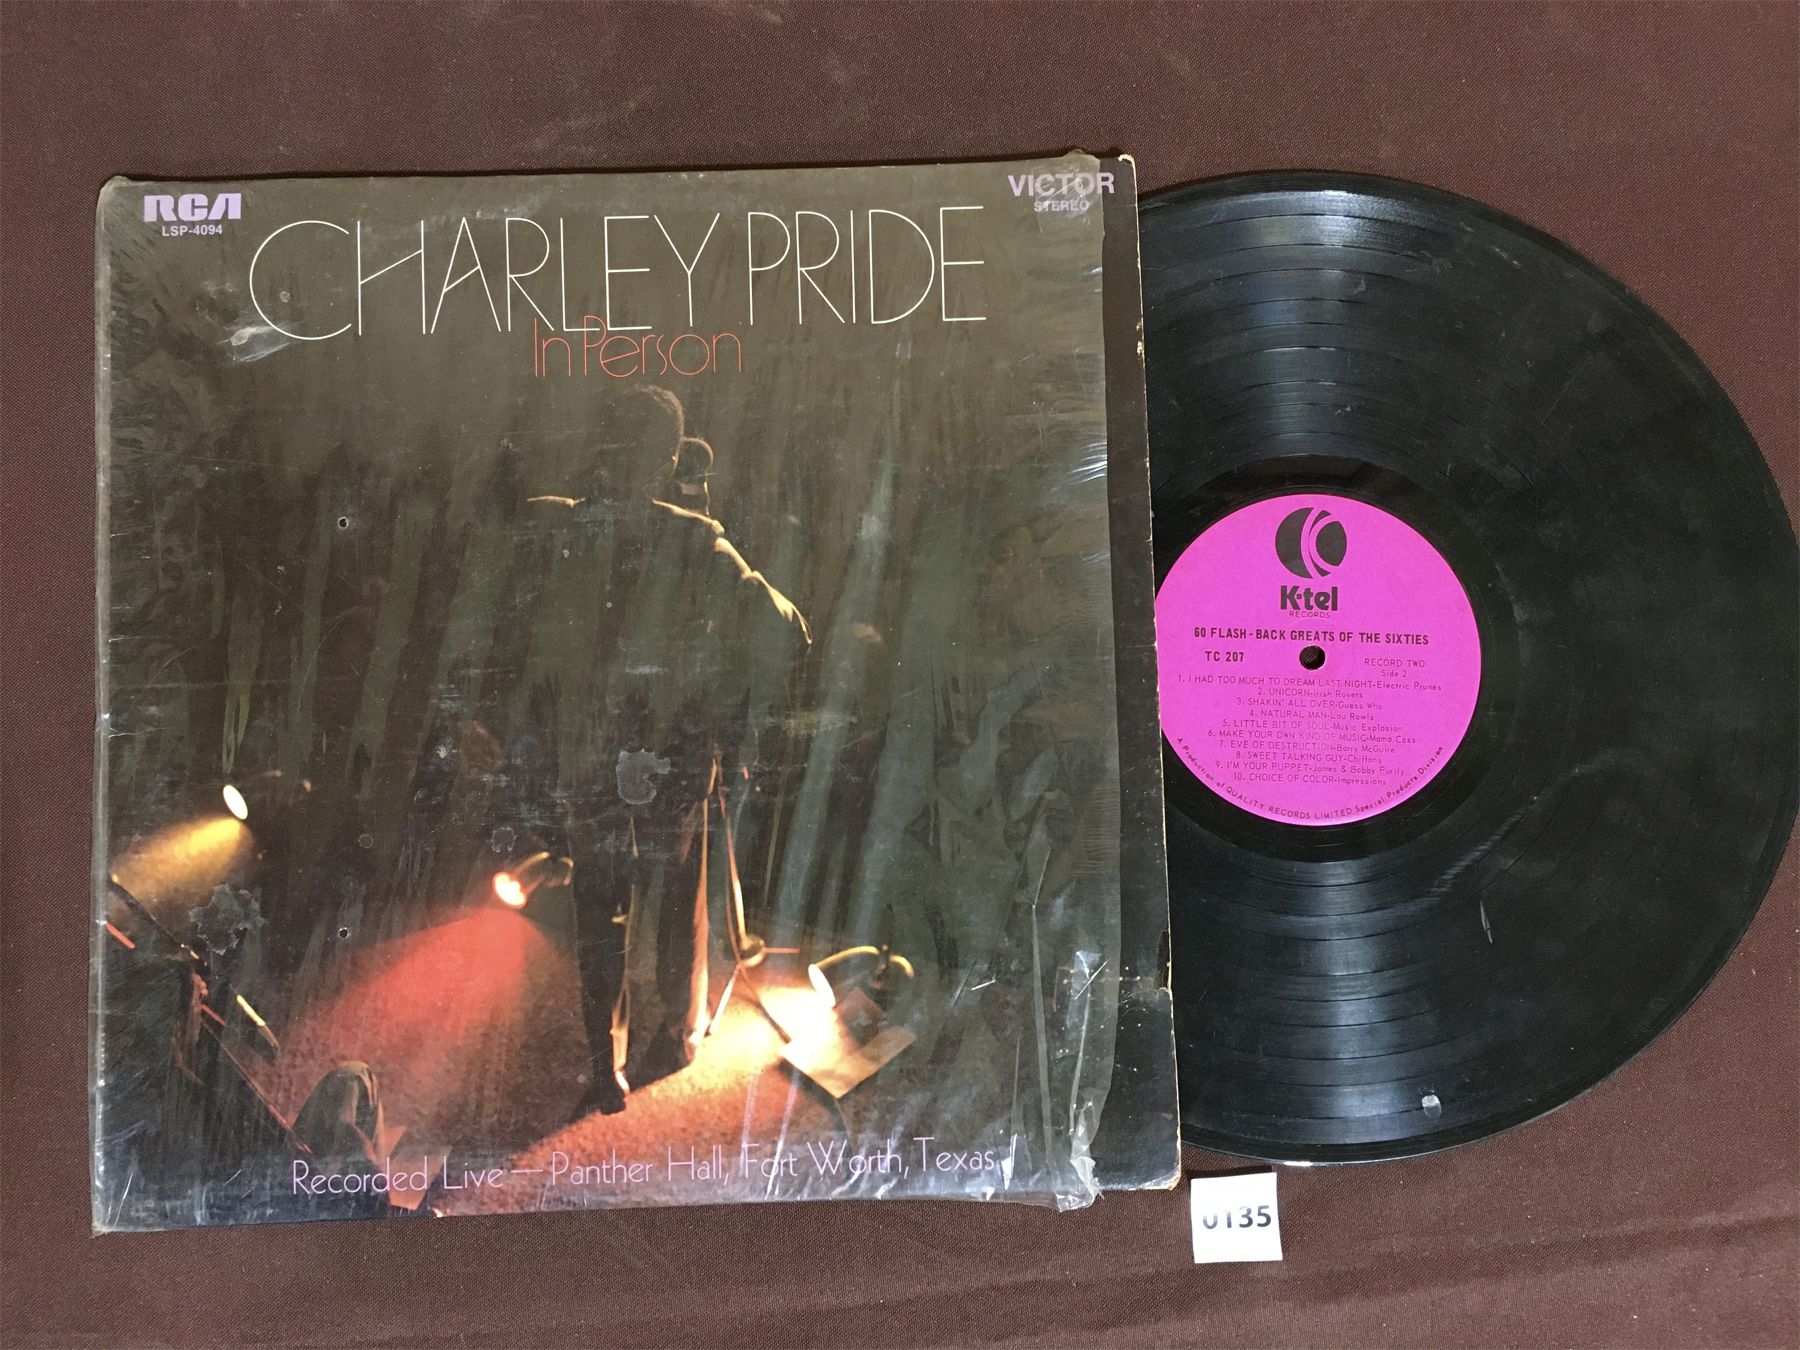 RCA
LSP-4094
VICTOR
STEREO
CHARLEY PRIDE
In Person
Recorded Live — Panther Hall, Fort Worth, Texas
K-tel
RECORDS
60 FLASH-BACK GREATS OF THE SIXTIES
TC 207
RECORD TWO
Side 2
1. I HAD TOO MUCH TO DREAM LAST NIGHT-Electric Prunes
2. UNICORN-Irish Rovers
3. SHAKIN' ALL OVER-Guess Who
4. NATURAL MAN-Lou Rawls
5. LITTLE BIT OF SOUL-Music Explosion
6. MAKE YOUR OWN KIND OF MUSIC-Mama Cass
7. EVE OF DESTRUCTION-Barry McGuire
8. SWEET TALKING GUY-Chiffons
9. I'M YOUR PUPPET-James & Bobby Purify
10. CHOICE OF COLOR-Impressions
A Production of QUALITY RECORDS LIMITED Special Products Division
0135